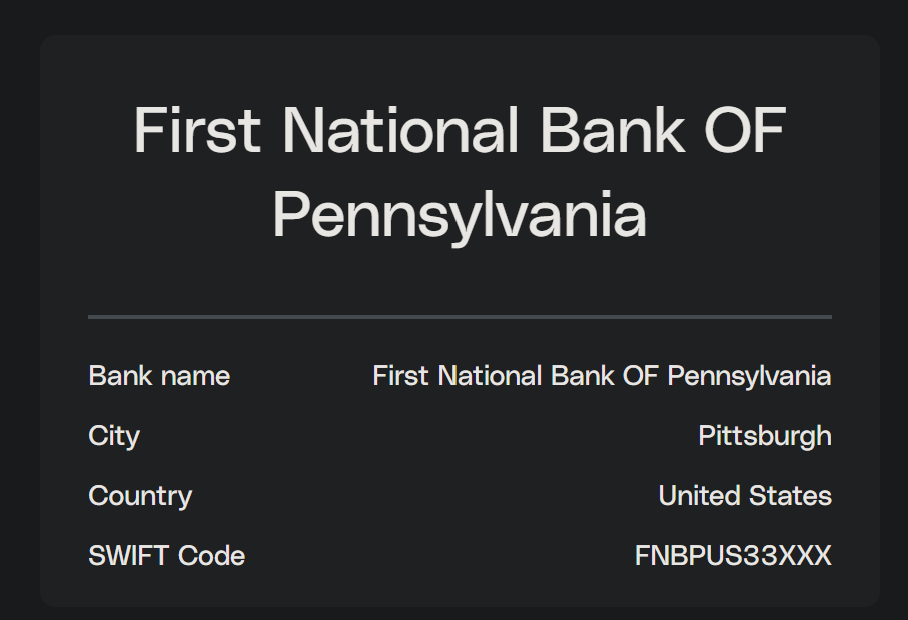 First National Bank OF
Pennsylvania
Bank name First National Bank OF Pennsylvania
City Pittsburgh
Country United States
SWIFT Code FNBPUS33XXX